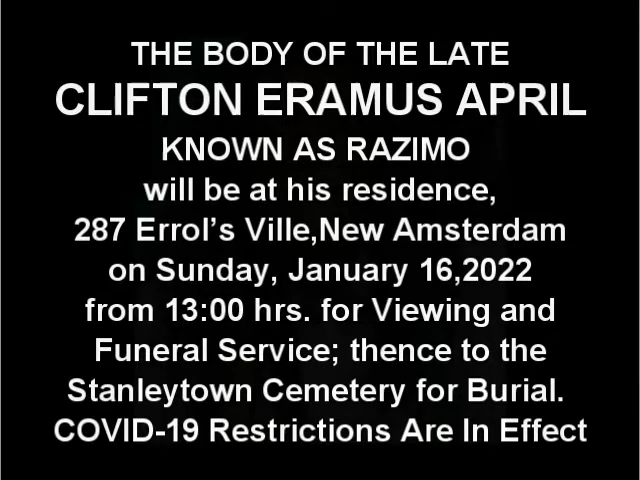 THE BODY OF THE LATE
CLIFTON ERAMUS APRIL
KNOWN AS RAZIMO
will be at his residence,
287 Errol’s Ville,New Amsterdam
on Sunday, January 16,2022
from 13:00 hrs. for Viewing and
Funeral Service; thence to the
Stanleytown Cemetery for Burial.
COVID-19 Restrictions Are In Effect